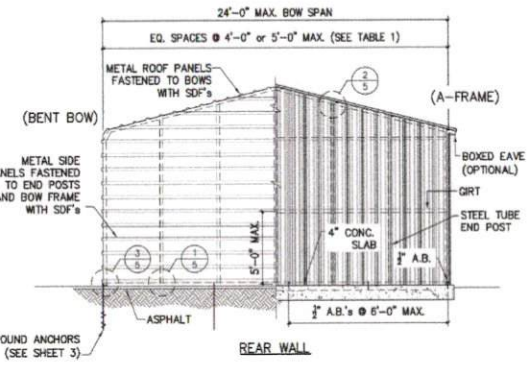 24'-0" MAX. BOW SPAN
EQ. SPACES @ 4'-0" or 5'-0" MAX. (SEE TABLE 1)
METAL ROOF PANELS
FASTENED TO BOWS
WITH SDF's
2
5
(BENT BOW)
(A-FRAME)
METAL SIDE
NELS FASTENED
TO END POSTS
AND BOW FRAME
WITH SDF's
BOXED EAVE
(OPTIONAL)
GIRT
STEEL TUBE
END POST
5'-0" MAX.
4" CONC.
SLAB
½" A.B.
3
5
1
5
ASPHALT
½" A.B.'s @ 6'-0" MAX.
OUND ANCHORS
(SEE SHEET 3)
REAR WALL